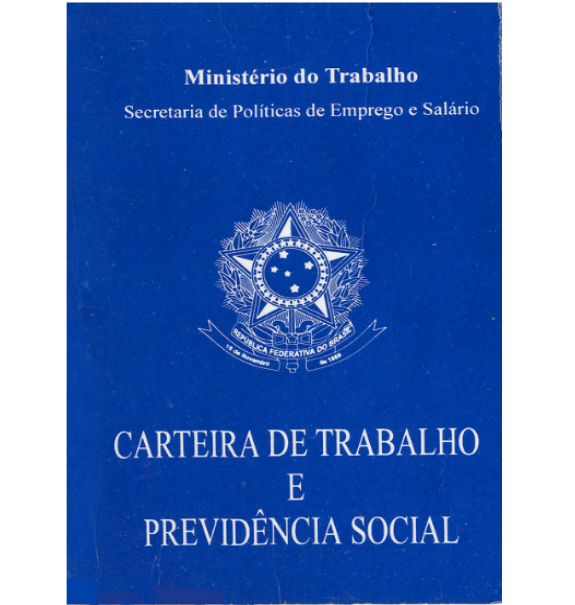 Ministério do Trabalho
Secretaria de Políticas de Emprego e Salário
REPÚBLICA FEDERATIVA DO BRASIL
15 de Novembro de 1889
CARTEIRA DE TRABALHO
E
PREVIDÊNCIA SOCIAL